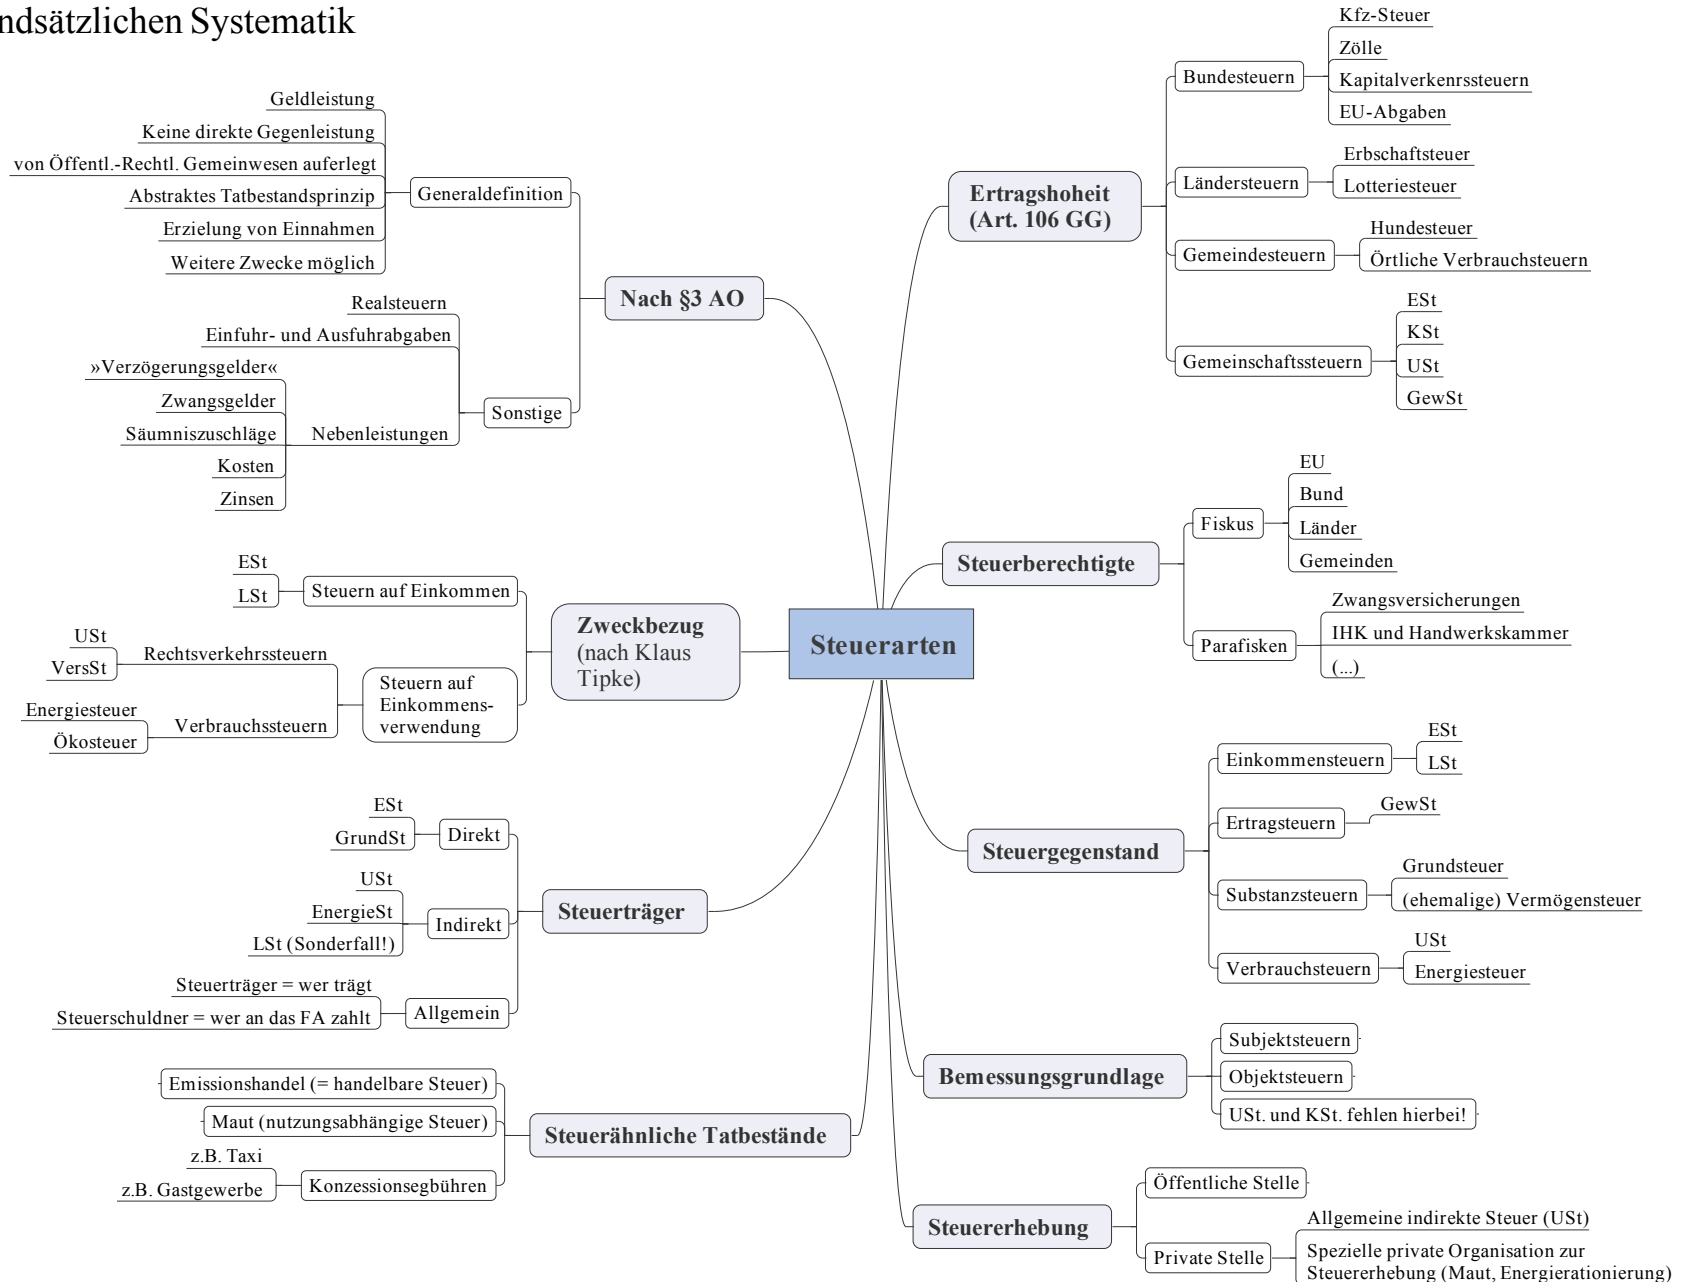 ndsätzlichen Systematik
Steuerarten
Nach §3 AO
Generaldefinition
Geldleistung
Keine direkte Gegenleistung
von Öffentl.-Rechtl. Gemeinwesen auferlegt
Abstraktes Tatbestandsprinzip
Erzielung von Einnahmen
Weitere Zwecke möglich
Sonstige
Realsteuern
Einfuhr- und Ausfuhrabgaben
Nebenleistungen
»Verzögerungsgelder«
Zwangsgelder
Säumniszuschläge
Kosten
Zinsen
Zweckbezug
(nach Klaus
Tipke)
Steuern auf Einkommen
ESt
LSt
Steuern auf
Einkommens-
verwendung
Rechtsverkehrssteuern
USt
VersSt
Verbrauchssteuern
Energiesteuer
Ökosteuer
Steuerträger
Direkt
ESt
GrundSt
Indirekt
USt
EnergieSt
LSt (Sonderfall!)
Allgemein
Steuerträger = wer trägt
Steuerschuldner = wer an das FA zahlt
Steuerähnliche Tatbestände
Emissionshandel (= handelbare Steuer)
Maut (nutzungsabhängige Steuer)
Konzessionsegbühren
z.B. Taxi
z.B. Gastgewerbe
Ertragshoheit
(Art. 106 GG)
Bundesteuern
Kfz-Steuer
Zölle
Kapitalverkenrssteuern
EU-Abgaben
Ländersteuern
Erbschaftsteuer
Lotteriesteuer
Gemeindesteuern
Hundesteuer
Örtliche Verbrauchsteuern
Gemeinschaftssteuern
ESt
KSt
USt
GewSt
Steuerberechtigte
Fiskus
EU
Bund
Länder
Gemeinden
Parafisken
Zwangsversicherungen
IHK und Handwerkskammer
(...)
Steuergegenstand
Einkommensteuern
ESt
LSt
Ertragsteuern
GewSt
Substanzsteuern
Grundsteuer
(ehemalige) Vermögensteuer
Verbrauchsteuern
USt
Energiesteuer
Bemessungsgrundlage
Subjektsteuern
Objektsteuern
USt. und KSt. fehlen hierbei!
Steuererhebung
Öffentliche Stelle
Private Stelle
Allgemeine indirekte Steuer (USt)
Spezielle private Organisation zur
Steuererhebung (Maut, Energierationierung)